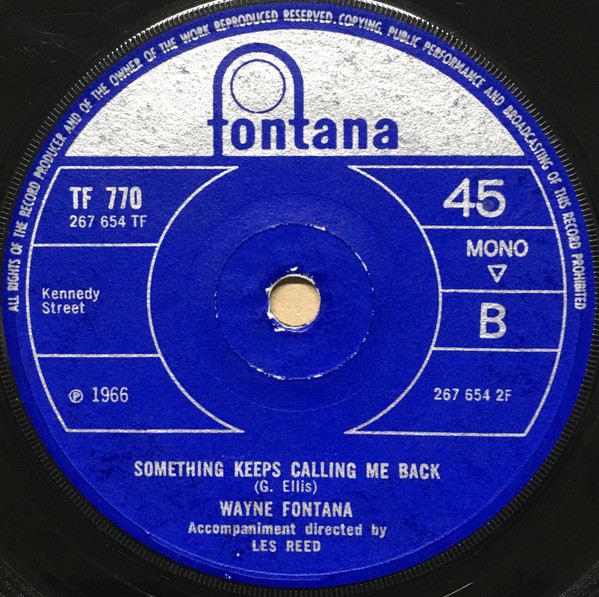 ALL RIGHTS OF THE RECORD PRODUCER AND OF THE OWNER OF THE WORK REPRODUCED RESERVED. COPYING, PUBLIC PERFORMANCE AND BROADCASTING OF THIS RECORD PROHIBITED
fontana
TF 770
267 654 TF
45
MONO
▽
B
Kennedy
Street
℗ 1966
267 654 2F
SOMETHING KEEPS CALLING ME BACK
(G. Ellis)
WAYNE FONTANA
Accompaniment directed by
LES REED